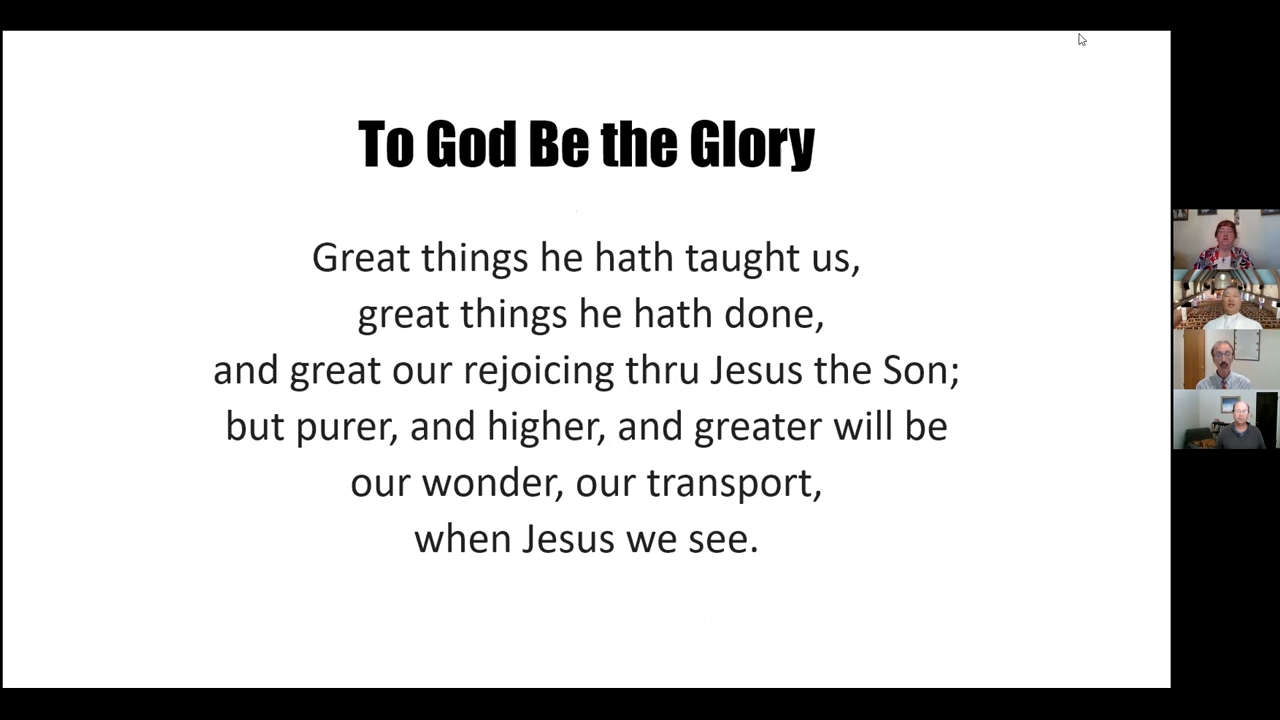 To God Be the Glory
Great things he hath taught us,
great things he hath done,
and great our rejoicing thru Jesus the Son;
but purer, and higher, and greater will be
our wonder, our transport,
when Jesus we see.